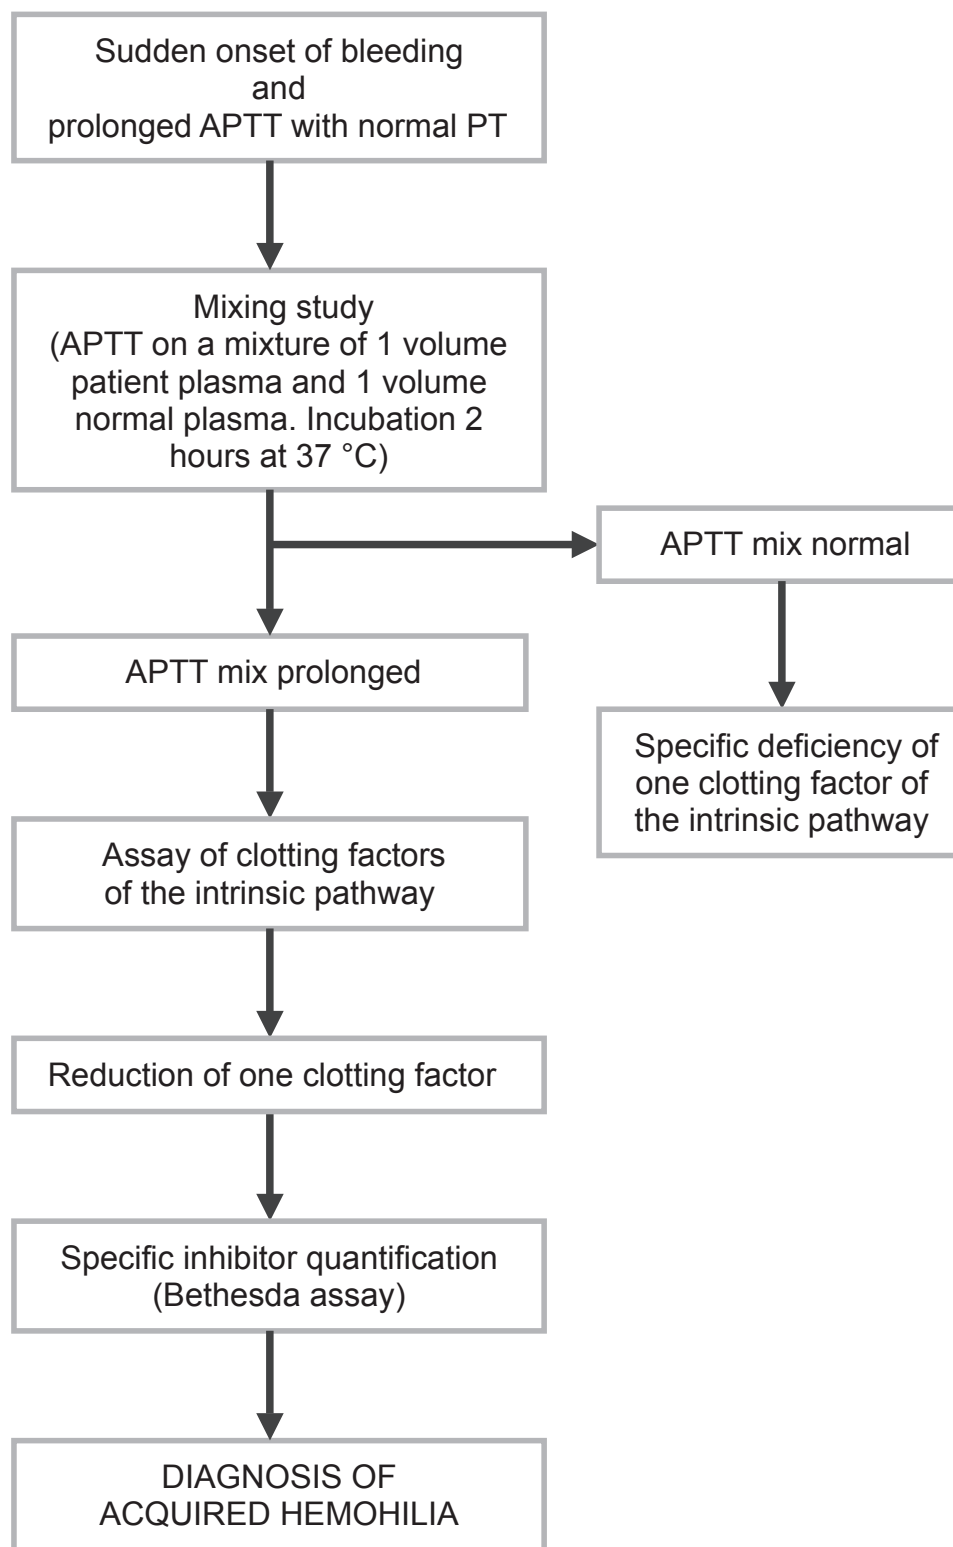 Sudden onset of bleeding
and
prolonged APTT with normal PT
Mixing study
(APTT on a mixture of 1 volume
patient plasma and 1 volume
normal plasma. Incubation 2
hours at 37 °C)
APTT mix normal
APTT mix prolonged
Specific deficiency of
one clotting factor of
the intrinsic pathway
Assay of clotting factors
of the intrinsic pathway
Reduction of one clotting factor
Specific inhibitor quantification
(Bethesda assay)
DIAGNOSIS OF
ACQUIRED HEMOHILIA